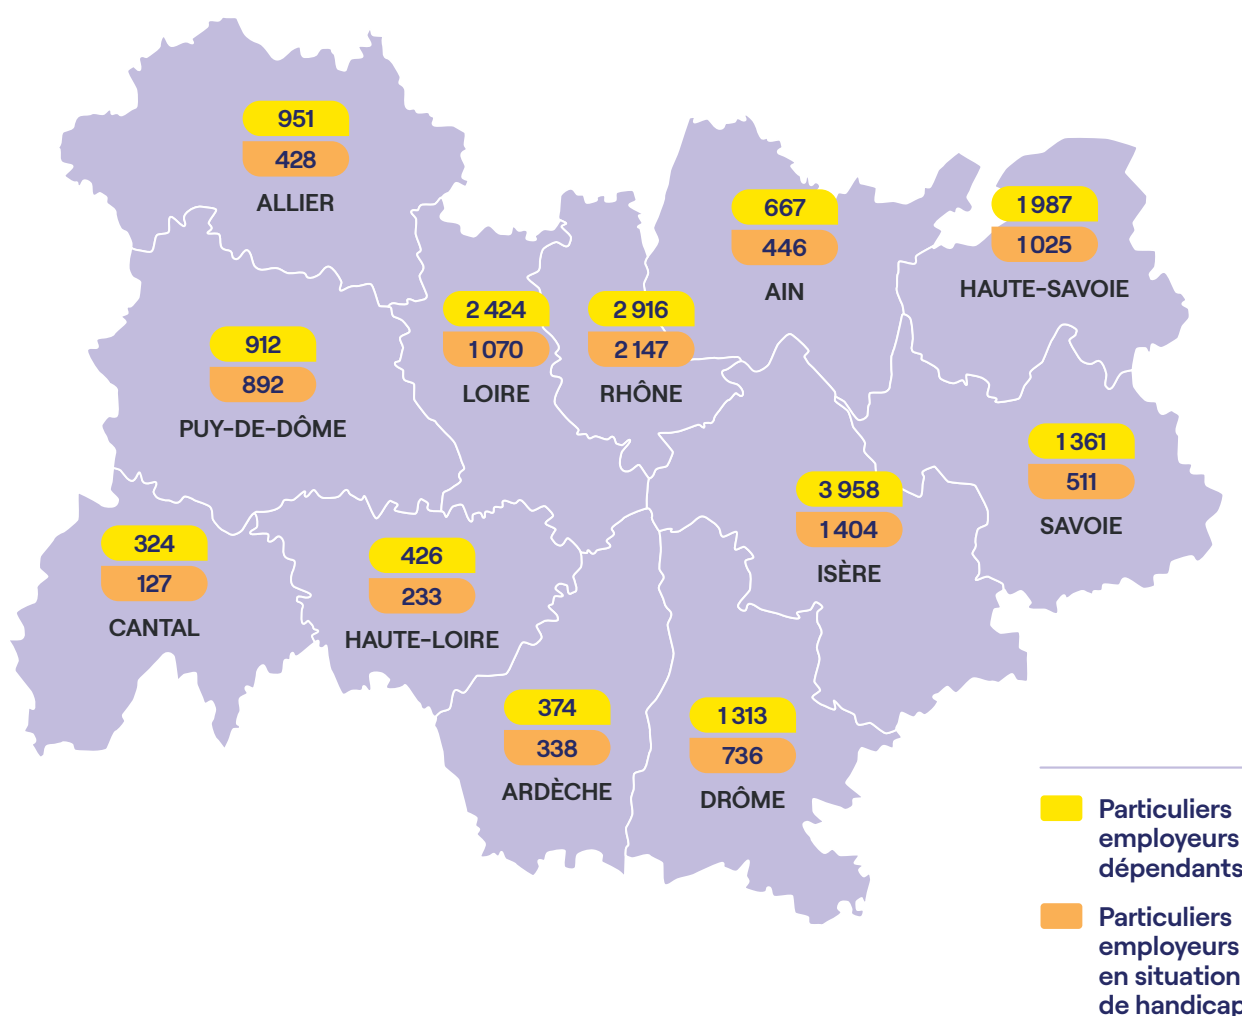 951
428
ALLIER
667
446
AIN
1 987
1 025
HAUTE-SAVOIE
2 424
1 070
LOIRE
2 916
2 147
RHÔNE
912
892
PUY-DE-DÔME
1 361
511
SAVOIE
3 958
1 404
ISÈRE
324
127
CANTAL
426
233
HAUTE-LOIRE
374
338
ARDÈCHE
1 313
736
DRÔME
Particuliers
employeurs
dépendants
Particuliers
employeurs
en situation
de handicap